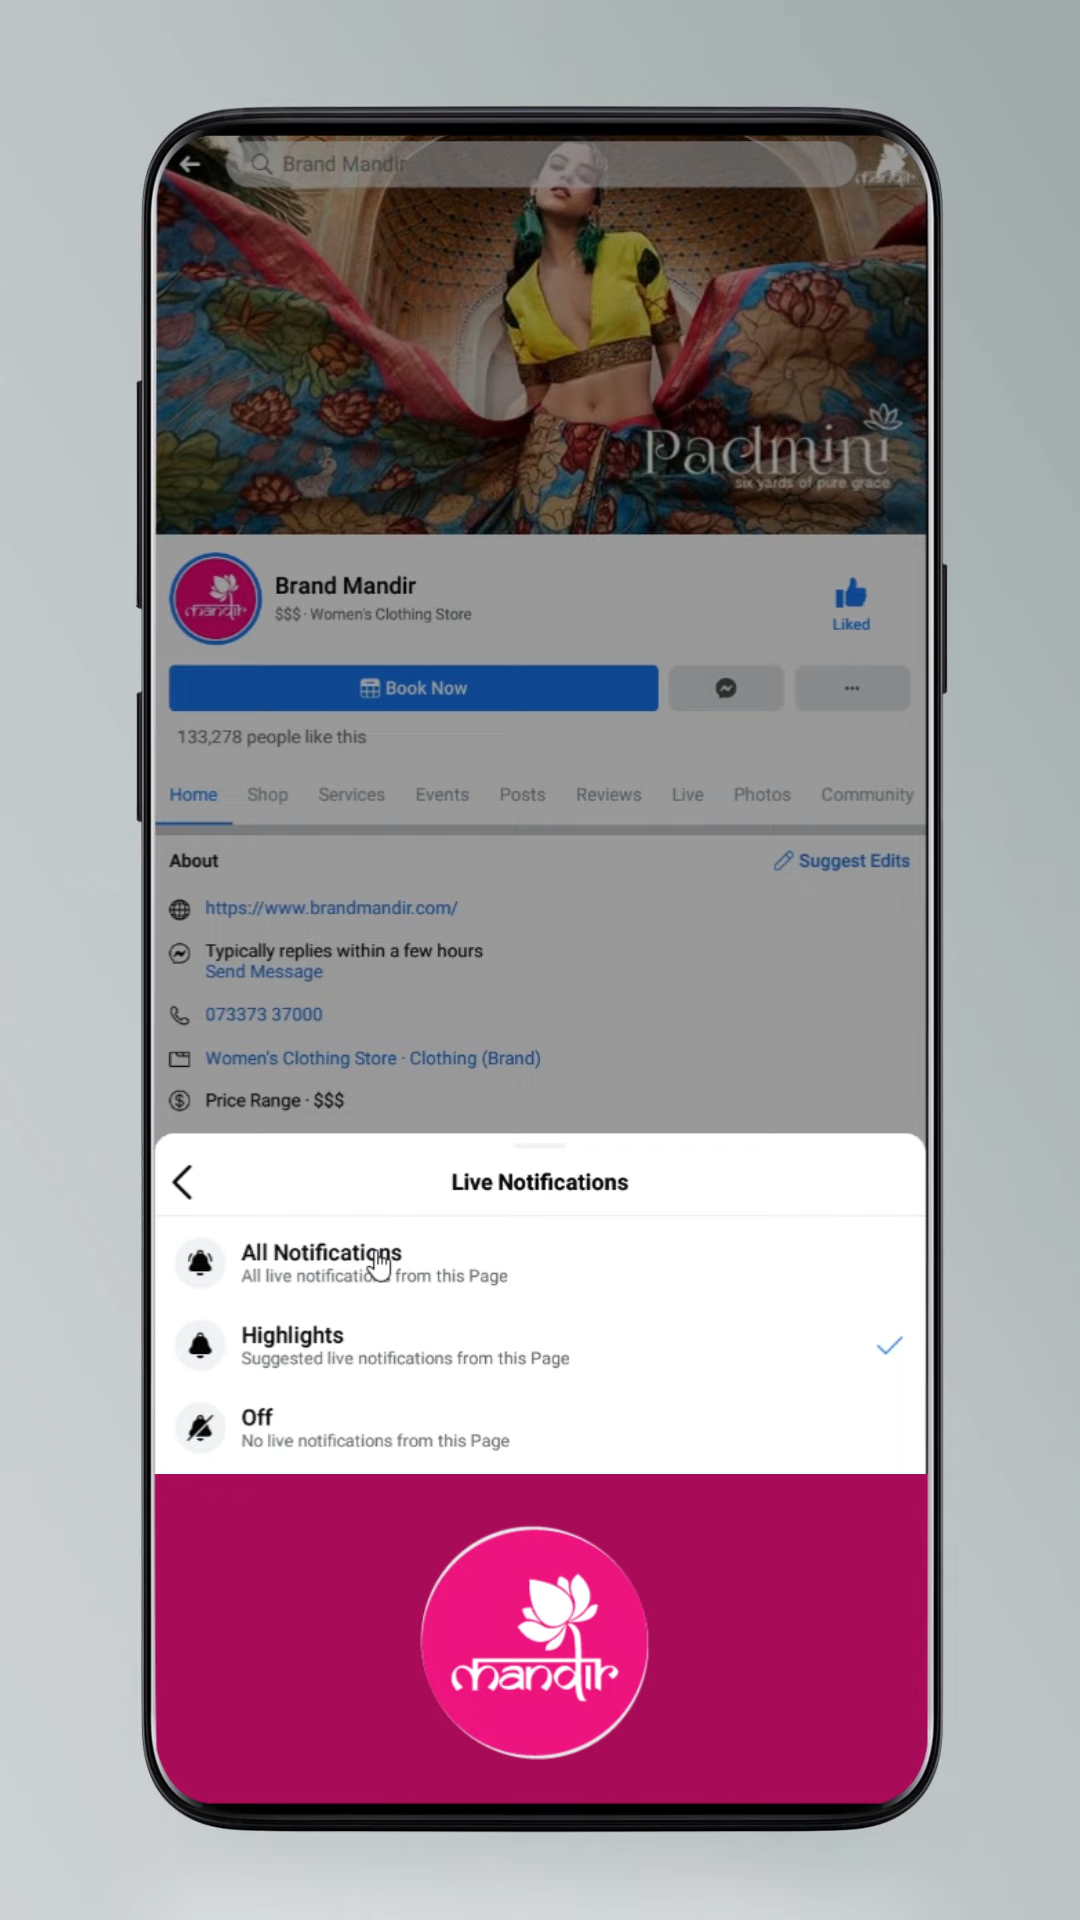 Brand Mandir
mandir
Padmini
six yards of pure grace
mandir
Brand Mandir
$$$ · Women's Clothing Store
Liked
Book Now
133,278 people like this
Home Shop Services Events Posts Reviews Live Photos Community
About
Suggest Edits
https://www.brandmandir.com/
Typically replies within a few hours
Send Message
073373 37000
Women's Clothing Store · Clothing (Brand)
Price Range · $$$
Live Notifications
All Notifications
All live notifications from this Page
Highlights
Suggested live notifications from this Page
Off
No live notifications from this Page
mandir